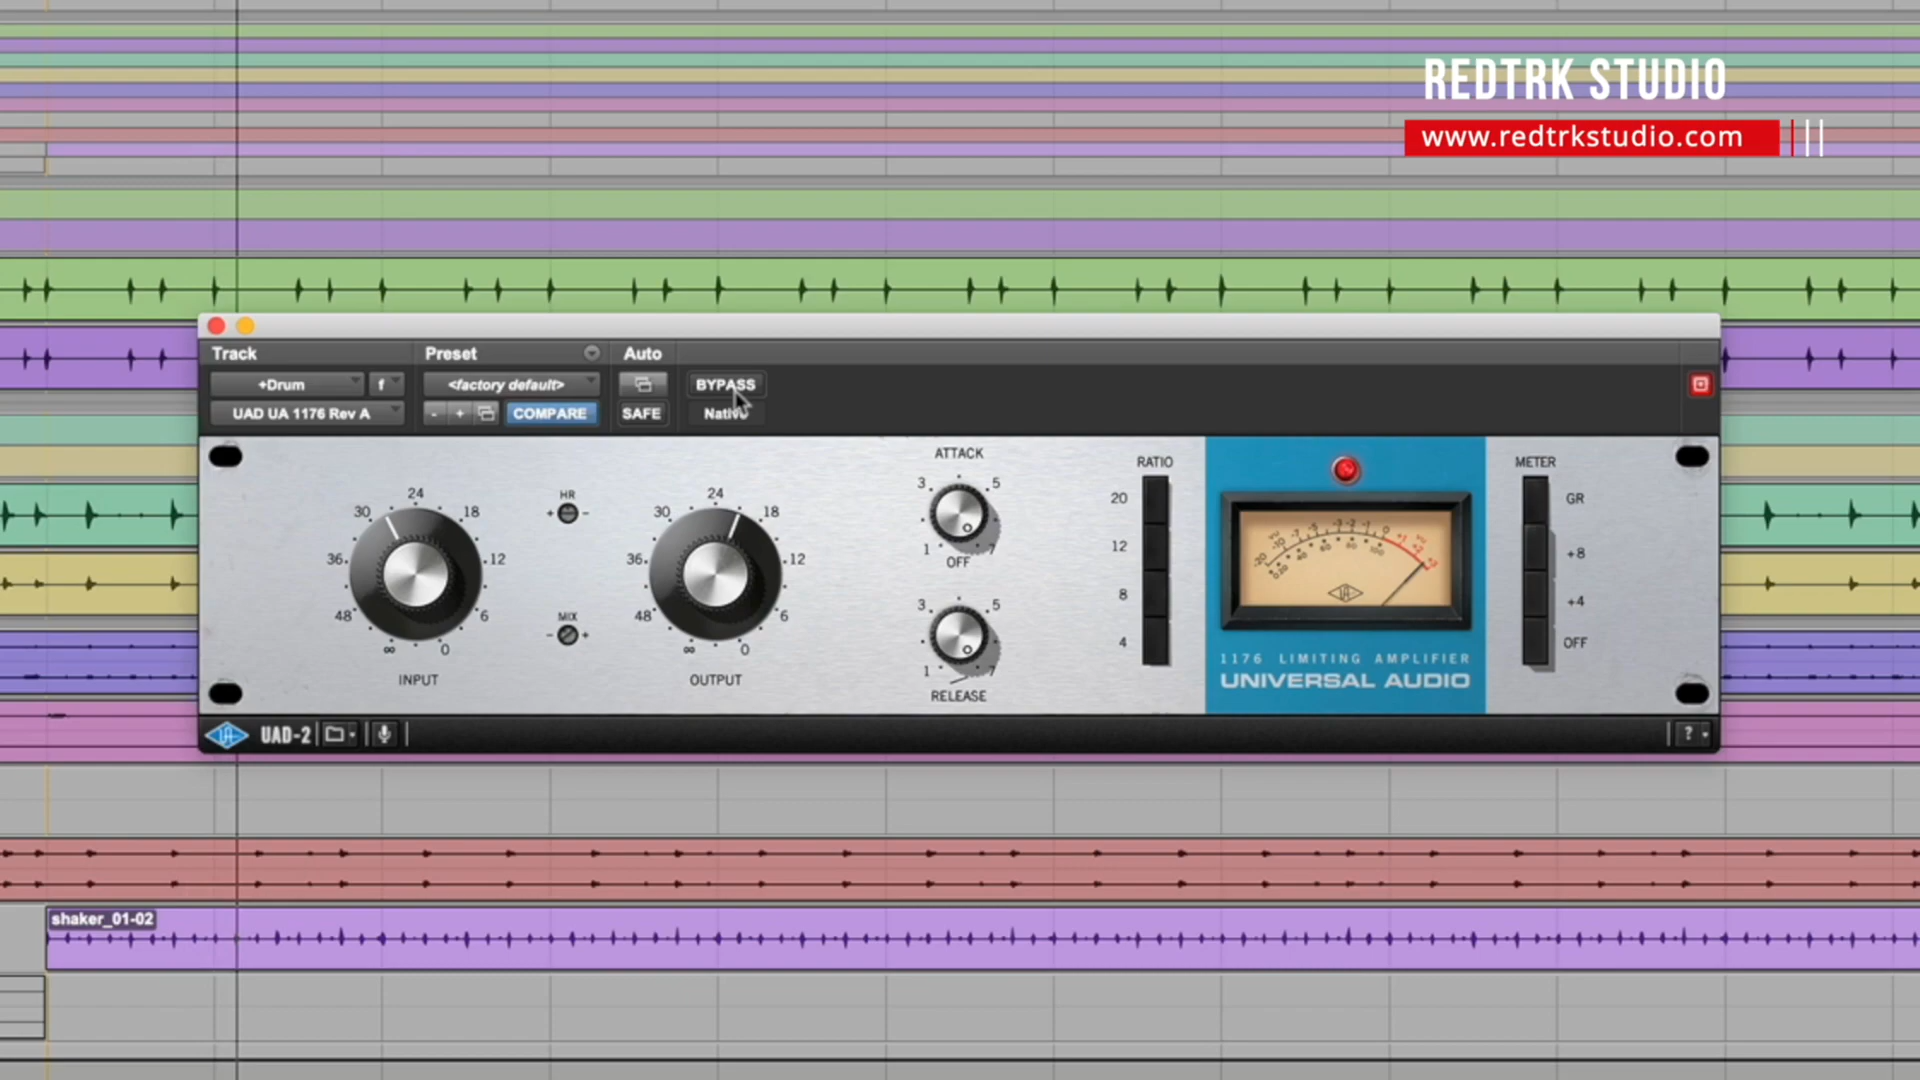 REDTRK STUDIO
www.redtrkstudio.com
Track
Preset
Auto
+Drum
f
<factory default>
BYPASS
UAD UA 1176 Rev A
-
+
COMPARE
SAFE
Native
24
30
18
36
12
48
6
∞
0
INPUT
HR
+ -
MIX
- +
24
30
18
36
12
48
6
∞
0
OUTPUT
ATTACK
3
5
1
7
OFF
3
5
1
7
RELEASE
RATIO
20
12
8
4
1176 LIMITING AMPLIFIER
UNIVERSAL AUDIO
METER
GR
+8
+4
OFF
UAD-2
?
shaker_01-02